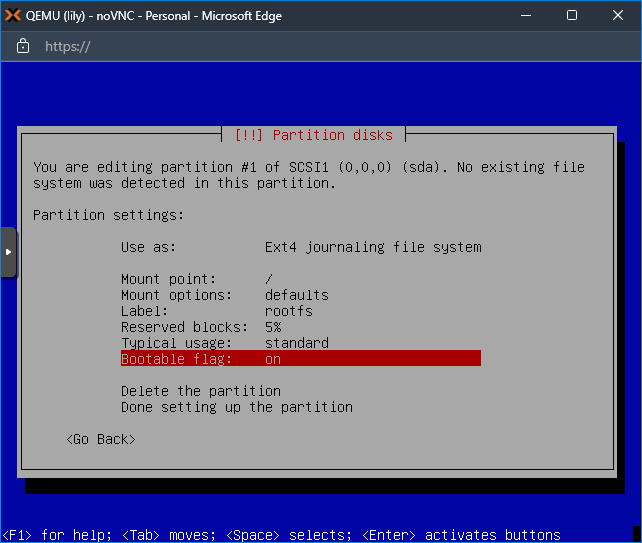 QEMU (lily) - noVNC - Personal - Microsoft Edge
https://
[!!] Partition disks
You are editing partition #1 of SCSI1 (0,0,0) (sda). No existing file
system was detected in this partition.
Partition settings:
Use as: Ext4 journaling file system
Mount point: /
Mount options: defaults
Label: rootfs
Reserved blocks: 5%
Typical usage: standard
Bootable flag: on
Delete the partition
Done setting up the partition
<Go Back>
<F1> for help; <Tab> moves; <Space> selects; <Enter> activates buttons